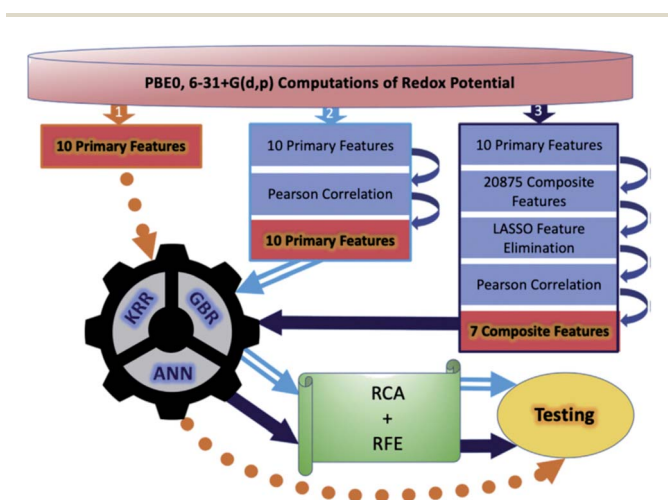 PBE0, 6-31+G(d,p) Computations of Redox Potential
1
2
3
10 Primary Features
10 Primary Features
Pearson Correlation
10 Primary Features
10 Primary Features
20875 Composite
Features
LASSO Feature
Elimination
Pearson Correlation
7 Composite Features
KRR
GBR
ANN
RCA
+
RFE
Testing